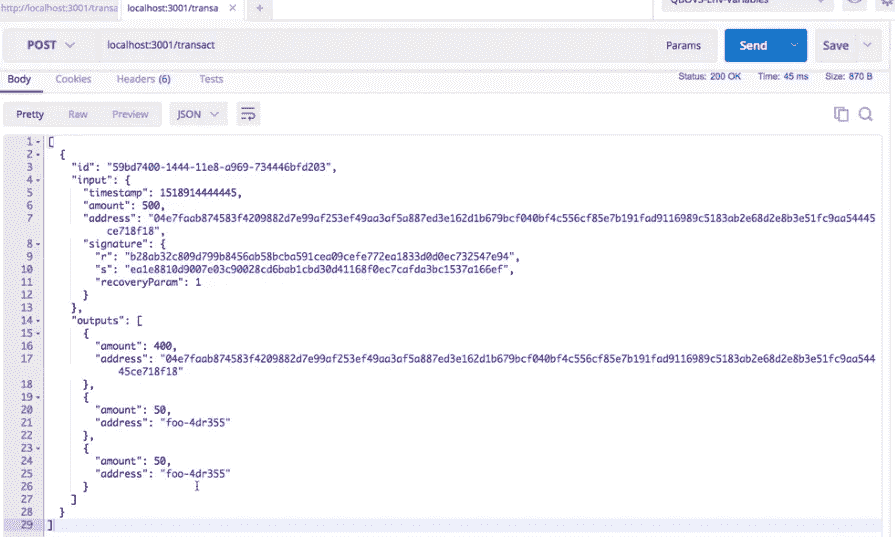 http://localhost:3001/transa
localhost:3001/transa
POST
localhost:3001/transact
Params
Send
Save
Body
Cookies
Headers (6)
Tests
Status: 200 OK
Time: 45 ms
Size: 870 B
Pretty
Raw
Preview
JSON
1 [
2 {
3 "id": "59bd7400-1444-11e8-a969-734446bfd203",
4 "input": {
5 "timestamp": 1518914444445,
6 "amount": 500,
7 "address": "04e7faab874583f4209882d7e99af253ef49aa3af5a887ed3e162d1b679bcf040bf4c556cf85e7b191fad9116989c5183ab2e68d2e8b3e51fc9aa54445
ce718f18",
8 "signature": {
9 "r": "b28ab32c809d799b8456ab58bcba591cea09cefe772ea1833d0d0ec732547e94",
10 "s": "ea1e8810d9007e03c90028cd6bab1cbd30d41168f0ec7cafda3bc1537a166ef",
11 "recoveryParam": 1
12 }
13 },
14 "outputs": [
15 {
16 "amount": 400,
17 "address": "04e7faab874583f4209882d7e99af253ef49aa3af5a887ed3e162d1b679bcf040bf4c556cf85e7b191fad9116989c5183ab2e68d2e8b3e51fc9aa544
45ce718f18"
18 },
19 {
20 "amount": 50,
21 "address": "foo-4dr355"
22 },
23 {
24 "amount": 50,
25 "address": "foo-4dr355"
26 }
27 ]
28 }
29 ]